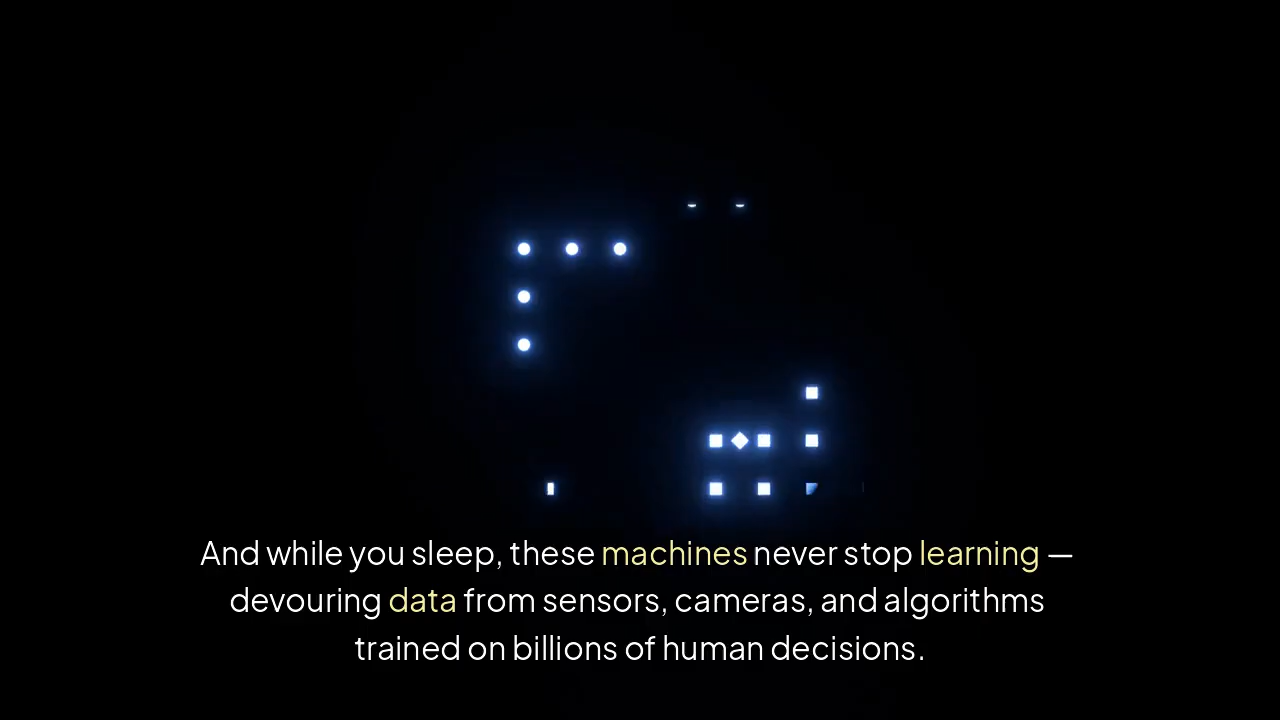 And while you sleep, these machines never stop learning —
devouring data from sensors, cameras, and algorithms
trained on billions of human decisions.